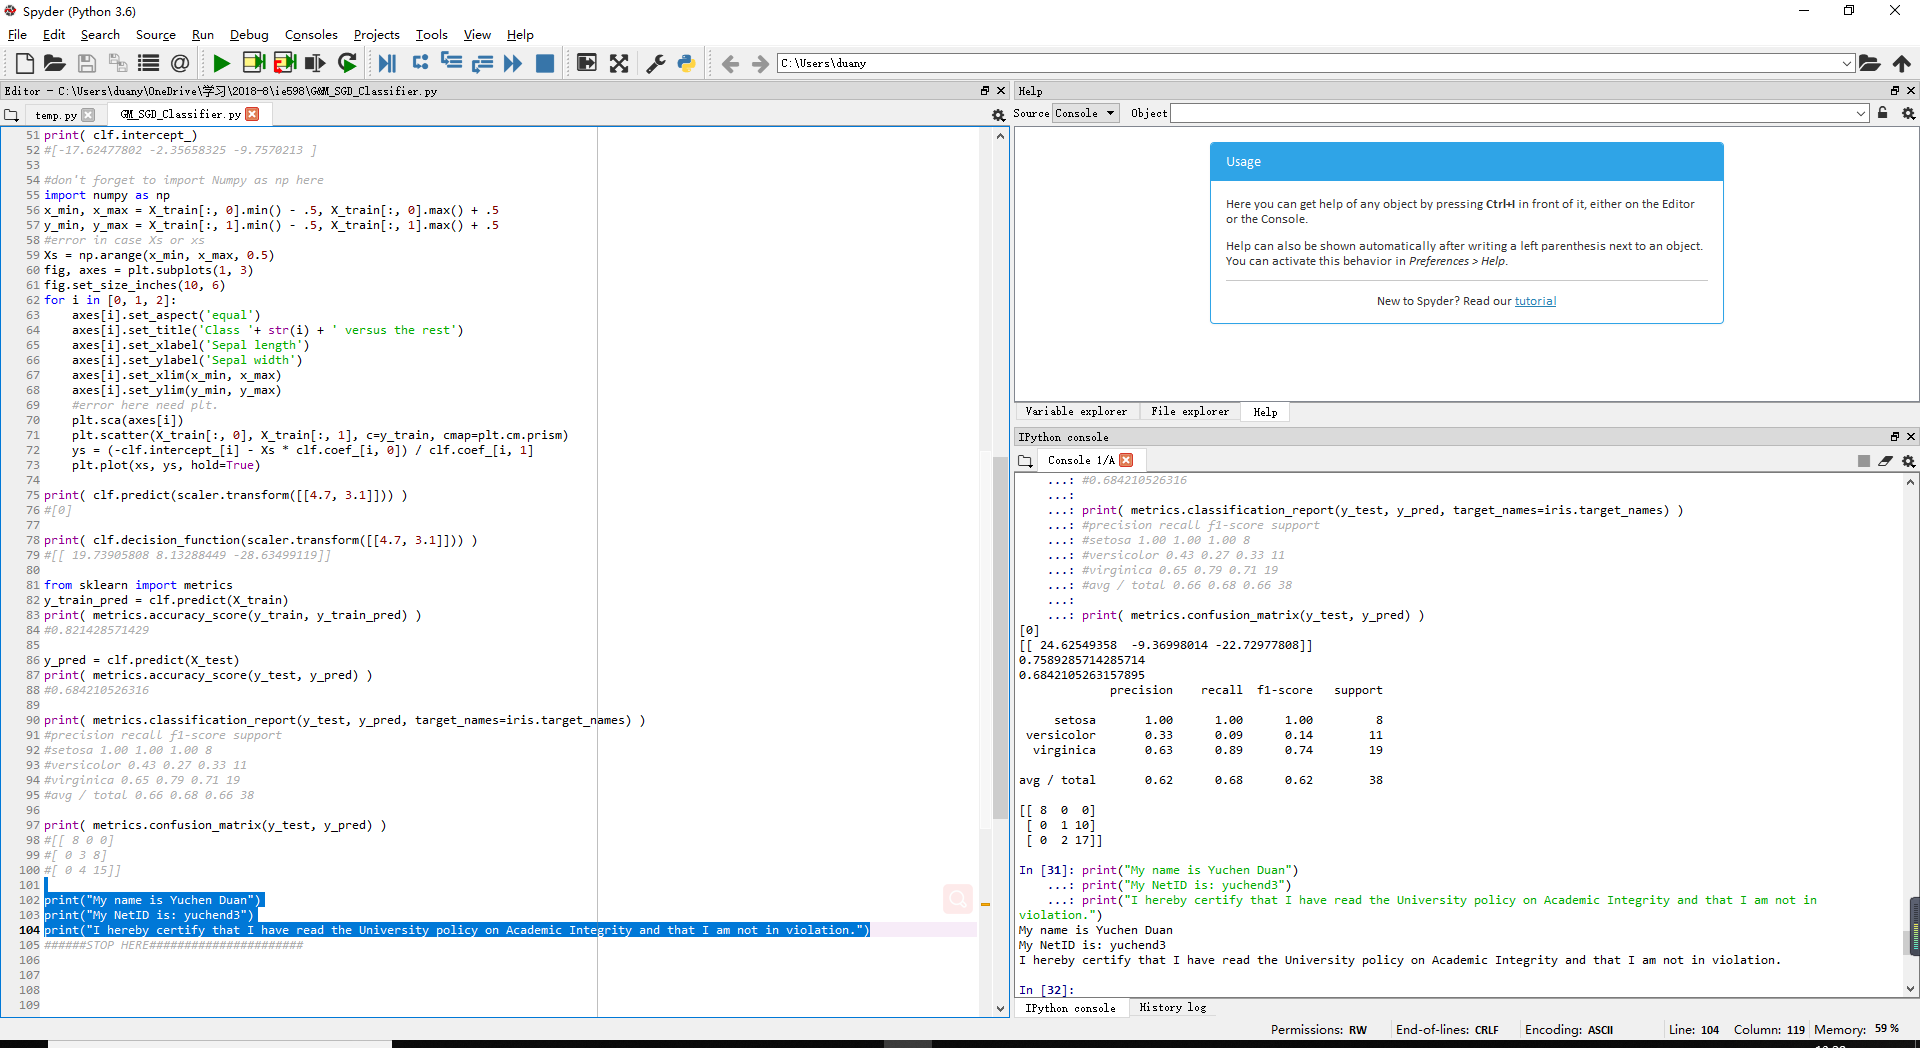 Spyder (Python 3.6)
File Edit Search Source Run Debug Consoles Projects Tools View Help
C:\Users\duany
Editor - C:\Users\duany\OneDrive\学习\2018-8\ie598\G&M_SGD_Classifier.py
temp.py GM_SGD_Classifier.py
51 print( clf.intercept_)
52 #[-17.62477802 -2.35658325 -9.7570213 ]
53
54 #don't forget to import Numpy as np here
55 import numpy as np
56 x_min, x_max = X_train[:, 0].min() - .5, X_train[:, 0].max() + .5
57 y_min, y_max = X_train[:, 1].min() - .5, X_train[:, 1].max() + .5
58 #error in case Xs or xs
59 Xs = np.arange(x_min, x_max, 0.5)
60 fig, axes = plt.subplots(1, 3)
61 fig.set_size_inches(10, 6)
62 for i in [0, 1, 2]:
63 axes[i].set_aspect('equal')
64 axes[i].set_title('Class '+ str(i) + ' versus the rest')
65 axes[i].set_xlabel('Sepal length')
66 axes[i].set_ylabel('Sepal width')
67 axes[i].set_xlim(x_min, x_max)
68 axes[i].set_ylim(y_min, y_max)
69 #error here need plt.
70 plt.sca(axes[i])
71 plt.scatter(X_train[:, 0], X_train[:, 1], c=y_train, cmap=plt.cm.prism)
72 ys = (-clf.intercept_[i] - Xs * clf.coef_[i, 0]) / clf.coef_[i, 1]
73 plt.plot(xs, ys, hold=True)
74
75 print( clf.predict(scaler.transform([[4.7, 3.1]])) )
76 #[0]
77
78 print( clf.decision_function(scaler.transform([[4.7, 3.1]])) )
79 #[[ 19.73905808 8.13288449 -28.63499119]]
80
81 from sklearn import metrics
82 y_train_pred = clf.predict(X_train)
83 print( metrics.accuracy_score(y_train, y_train_pred) )
84 #0.821428571429
85
86 y_pred = clf.predict(X_test)
87 print( metrics.accuracy_score(y_test, y_pred) )
88 #0.684210526316
89
90 print( metrics.classification_report(y_test, y_pred, target_names=iris.target_names) )
91 #precision recall f1-score support
92 #setosa 1.00 1.00 1.00 8
93 #versicolor 0.43 0.27 0.33 11
94 #virginica 0.65 0.79 0.71 19
95 #avg / total 0.66 0.68 0.66 38
96
97 print( metrics.confusion_matrix(y_test, y_pred) )
98 #[[ 8 0 0]
99 #[ 0 3 8]
100 #[ 0 4 15]]
101
102 print("My name is Yuchen Duan")
103 print("My NetID is: yuchend3")
104 print("I hereby certify that I have read the University policy on Academic Integrity and that I am not in violation.")
105 ######STOP HERE######################
106
107
108
109
Help
Source Console Object
Usage
Here you can get help of any object by pressing Ctrl+I in front of it, either on the Editor
or the Console.
Help can also be shown automatically after writing a left parenthesis next to an object.
You can activate this behavior in Preferences > Help.
New to Spyder? Read our tutorial
Variable explorer File explorer Help
IPython console
Console 1/A
...: #0.684210526316
...:
...: print( metrics.classification_report(y_test, y_pred, target_names=iris.target_names) )
...: #precision recall f1-score support
...: #setosa 1.00 1.00 1.00 8
...: #versicolor 0.43 0.27 0.33 11
...: #virginica 0.65 0.79 0.71 19
...: #avg / total 0.66 0.68 0.66 38
...:
...: print( metrics.confusion_matrix(y_test, y_pred) )
[0]
[[ 24.62549358 -9.36998014 -22.72977808]]
0.7589285714285714
0.6842105263157895
precision recall f1-score support
setosa 1.00 1.00 1.00 8
versicolor 0.33 0.09 0.14 11
virginica 0.63 0.89 0.74 19
avg / total 0.62 0.68 0.62 38
[[ 8 0 0]
[ 0 1 10]
[ 0 2 17]]
In [31]: print("My name is Yuchen Duan")
...: print("My NetID is: yuchend3")
...: print("I hereby certify that I have read the University policy on Academic Integrity and that I am not in
violation.")
My name is Yuchen Duan
My NetID is: yuchend3
I hereby certify that I have read the University policy on Academic Integrity and that I am not in violation.
In [32]:
IPython console History log
Permissions: RW End-of-lines: CRLF Encoding: ASCII Line: 104 Column: 119 Memory: 59 %